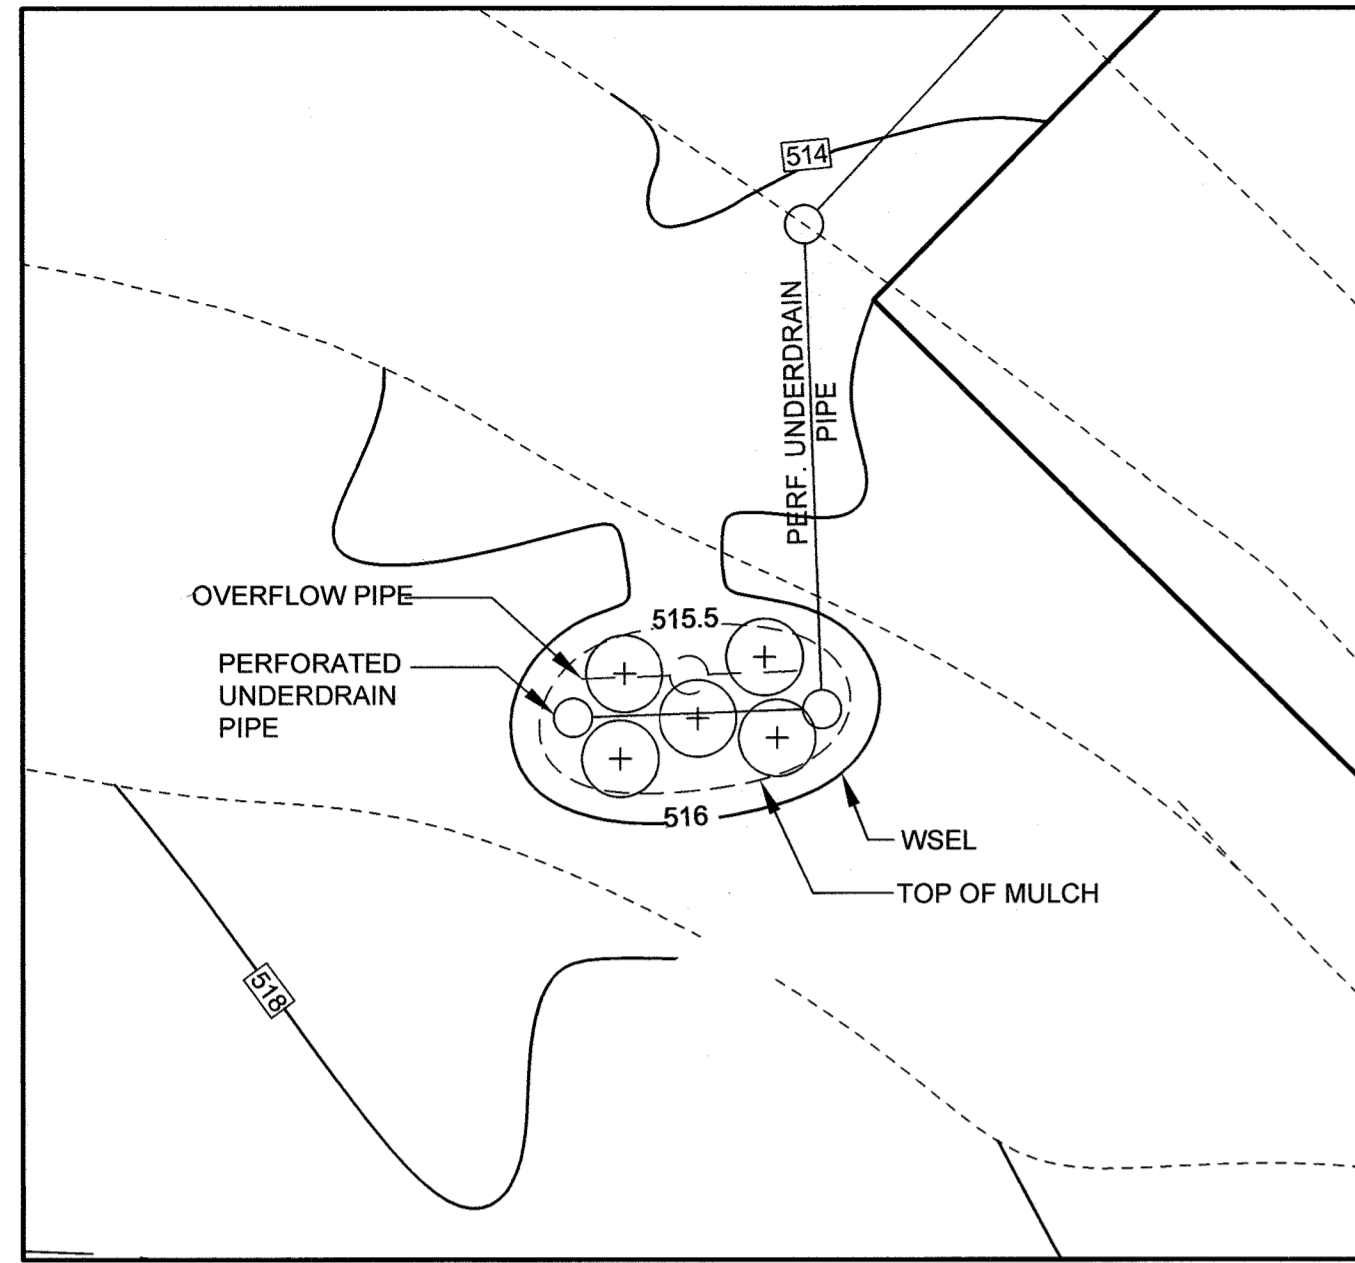 514
PERF. UNDERDRAIN
PIPE
OVERFLOW PIPE
515.5
PERFORATED
UNDERDRAIN
PIPE
516
WSEL
TOP OF MULCH
518